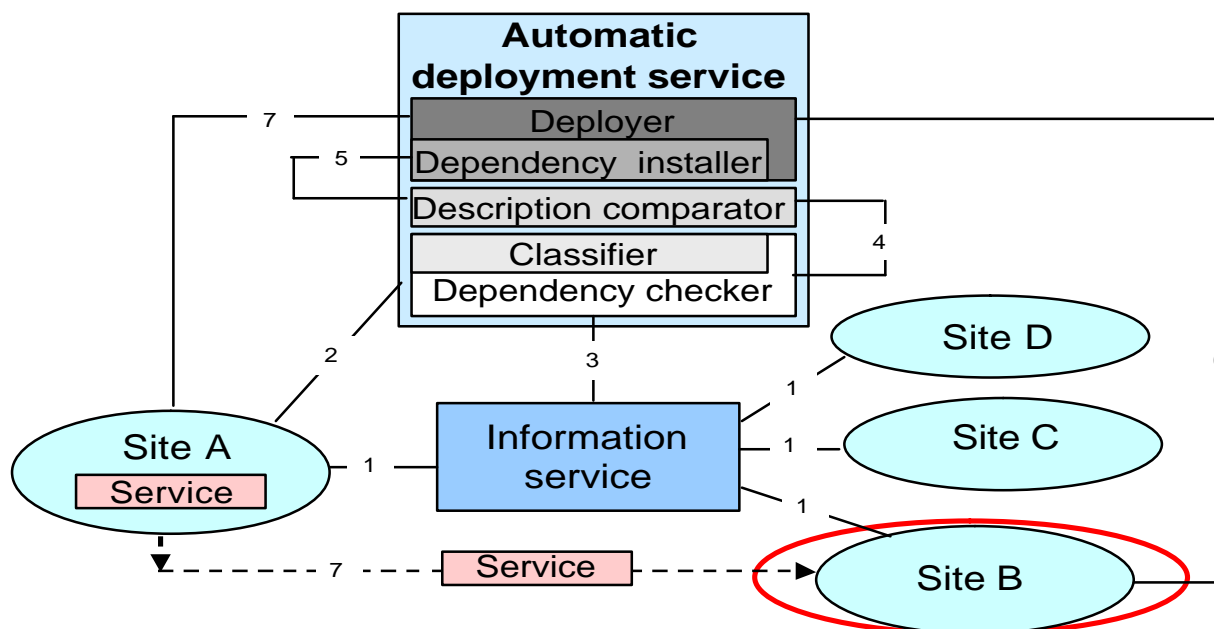 Automatic
deployment service
Deployer
7
Dependency installer
5
Description comparator
4
Classifier
Dependency checker
2
3
Site D
1
Information
service
Site C
1
Site A
Service
1
1
Service
7
Site B